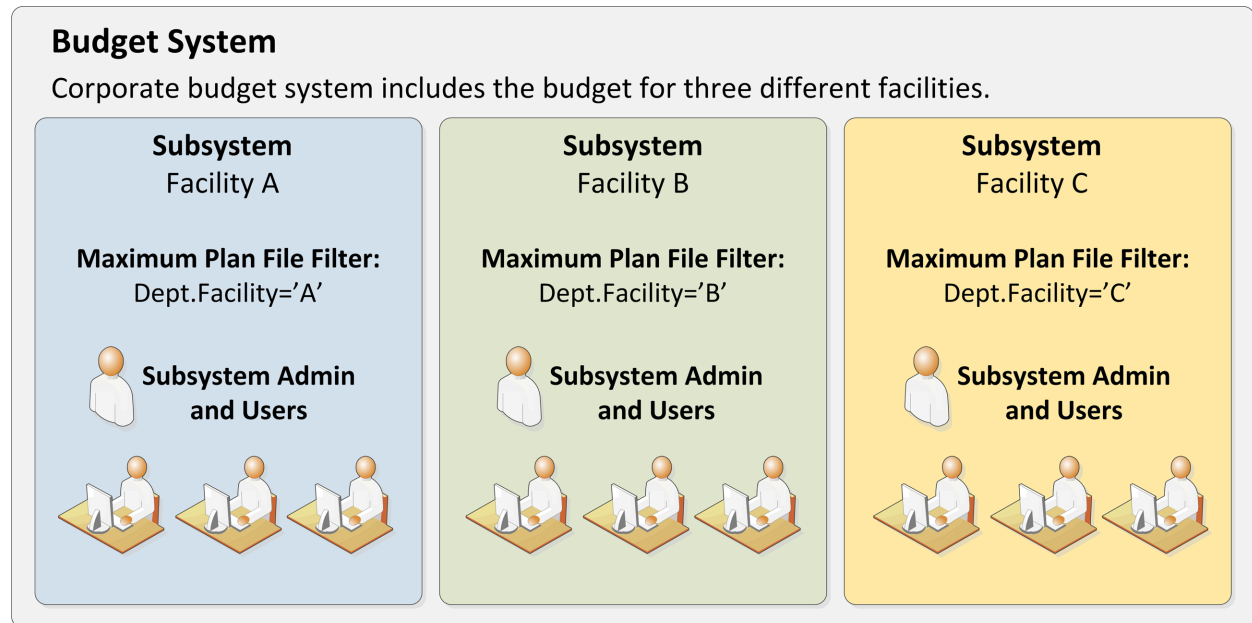 Budget System
Corporate budget system includes the budget for three different facilities.
Subsystem
Facility A
Maximum Plan File Filter:
Dept.Facility=’A’
Subsystem Admin
and Users
Subsystem
Facility B
Maximum Plan File Filter:
Dept.Facility=’B’
Subsystem Admin
and Users
Subsystem
Facility C
Maximum Plan File Filter:
Dept.Facility=’C’
Subsystem Admin
and Users